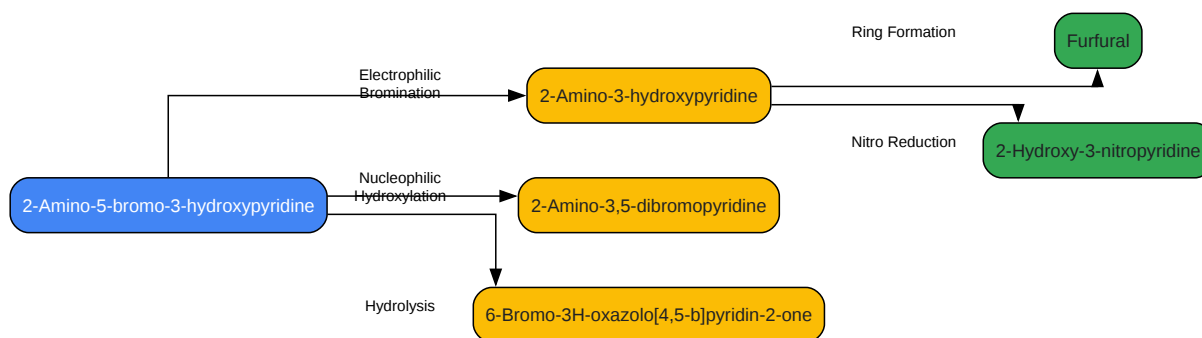 Ring Formation
Furfural
Electrophilic
Bromination
2-Amino-3-hydroxypyridine
Nitro Reduction
2-Hydroxy-3-nitropyridine
Nucleophilic
Hydroxylation
2-Amino-5-bromo-3-hydroxypyridine
2-Amino-3,5-dibromopyridine
Hydrolysis
6-Bromo-3H-oxazolo[4,5-b]pyridin-2-one